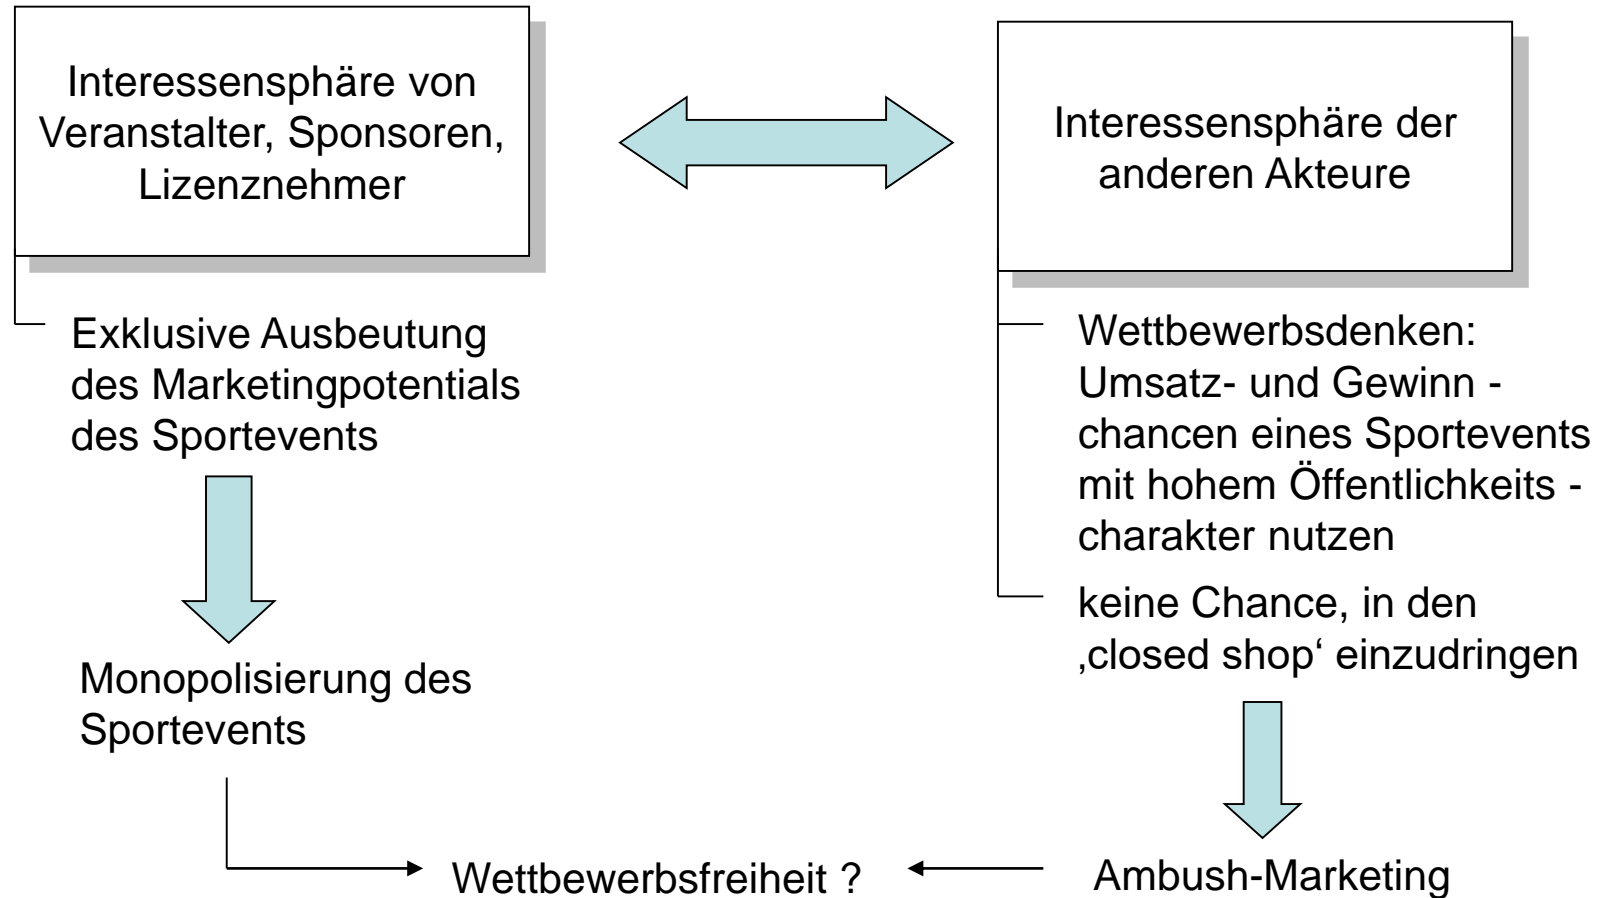 Interessensphäre von
Veranstalter, Sponsoren,
Lizenznehmer
Interessensphäre der
anderen Akteure
Exklusive Ausbeutung
des Marketingpotentials
des Sportevents
Monopolisierung des
Sportevents
Wettbewerbsdenken:
Umsatz- und Gewinn -
chancen eines Sportevents
mit hohem Öffentlichkeits -
charakter nutzen
keine Chance, in den
‚closed shop‘ einzudringen
Wettbewerbsfreiheit ?
Ambush-Marketing